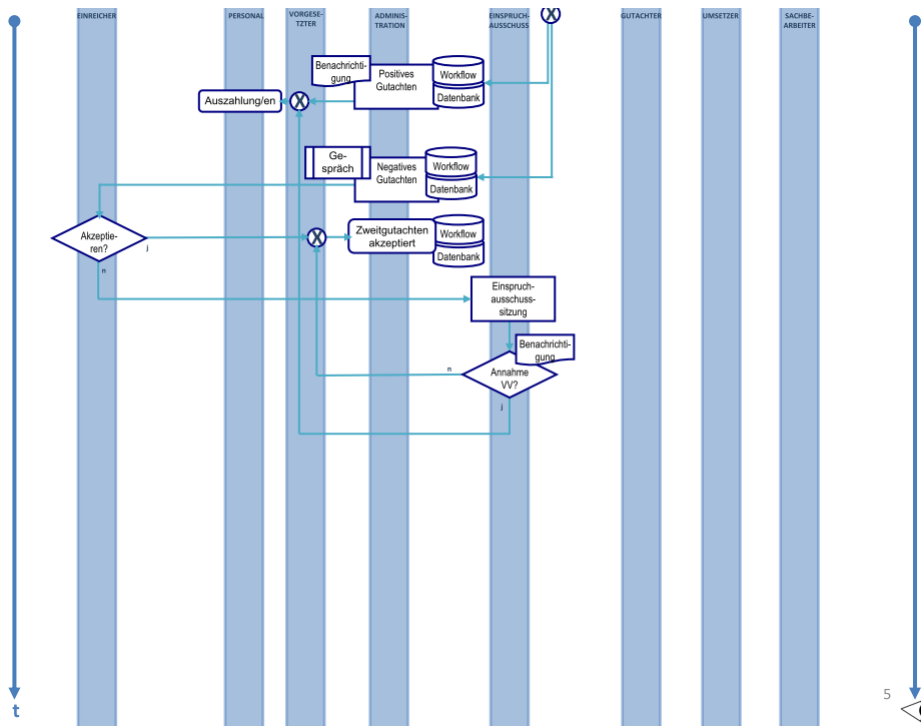 EINREICHER
PERSONAL
VORGESE-
TZTER
ADMINIS-
TRATION
EINSPRUCH-
AUSSCHUSS
GUTACHTER
UMSETZER
SACHBE-
ARBEITER
X
Benachrichti-
gung
Positives
Gutachten
Workflow
Datenbank
Auszahlung/en
X
Ge-
spräch
Negatives
Gutachten
Workflow
Datenbank
Akzeptie-
ren?
j
n
X
Zweitgutachten
akzeptiert
Workflow
Datenbank
Einspruch-
ausschuss-
sitzung
Benachrichti-
gung
Annahme
VV?
n
j
5
t